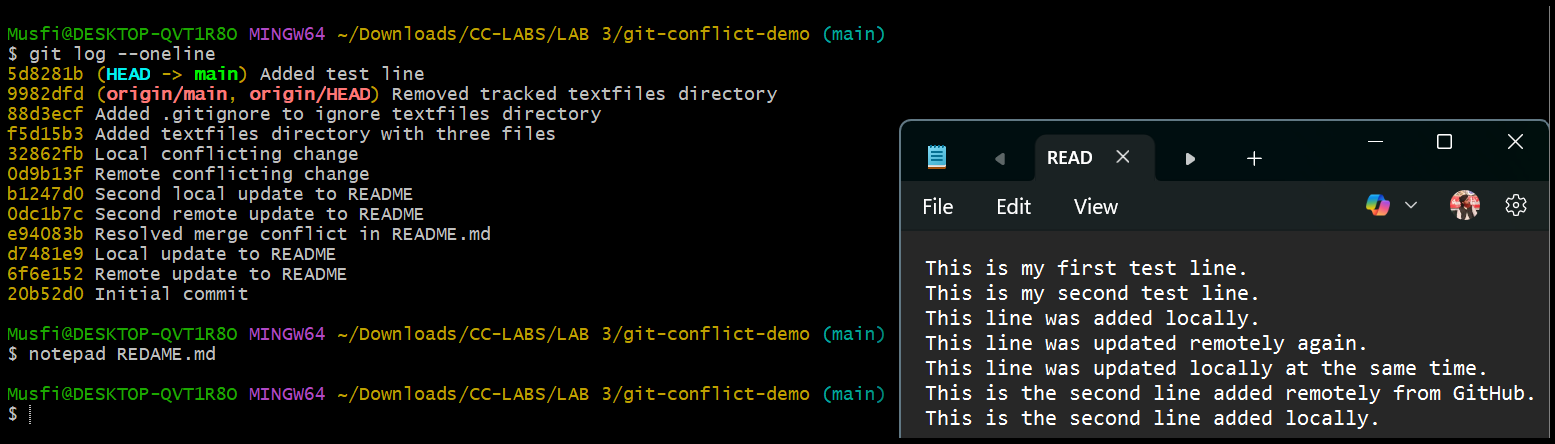 Musfi@DESKTOP-QVT1R8O MINGW64 ~/Downloads/CC-LABS/LAB 3/git-conflict-demo (main)
$ git log --oneline
5d8281b (HEAD -> main) Added test line
9982dfd (origin/main, origin/HEAD) Removed tracked textfiles directory
88d3ecf Added .gitignore to ignore textfiles directory
f5d15b3 Added textfiles directory with three files
32862fb Local conflicting change
0d9b13f Remote conflicting change
b1247d0 Second local update to README
0dc1b7c Second remote update to README
e94083b Resolved merge conflict in README.md
d7481e9 Local update to README
6f6e152 Remote update to README
20b52d0 Initial commit
Musfi@DESKTOP-QVT1R8O MINGW64 ~/Downloads/CC-LABS/LAB 3/git-conflict-demo (main)
$ notepad REDAME.md
Musfi@DESKTOP-QVT1R8O MINGW64 ~/Downloads/CC-LABS/LAB 3/git-conflict-demo (main)
$
READ
File Edit View
This is my first test line.
This is my second test line.
This line was added locally.
This line was updated remotely again.
This line was updated locally at the same time.
This is the second line added remotely from GitHub.
This is the second line added locally.